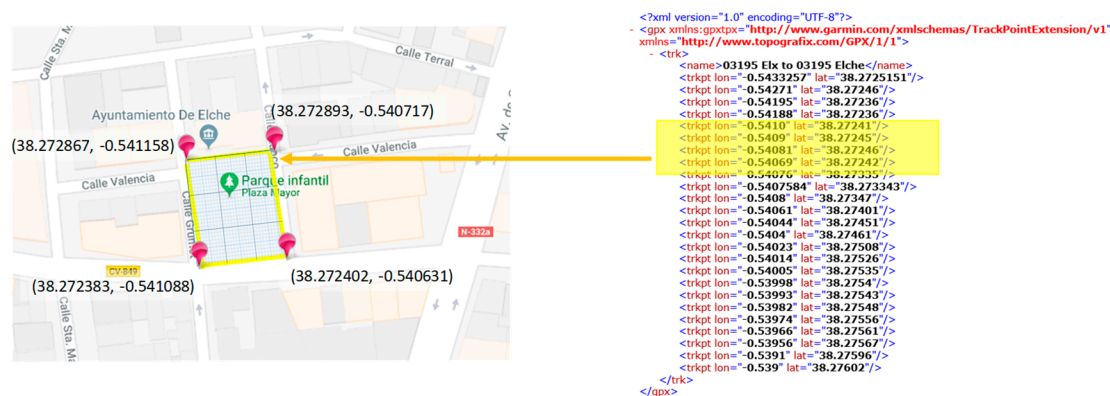 Calle Sta. M
Calle Terral
Av. de
Ayuntamiento De Elche
(38.272893, -0.540717)
(38.272867, -0.541158)
Calle Valencia
Calle Valencia
Parque infantil
Plaza Mayor
N-332a
CV-849
(38.272402, -0.540631)
(38.272383, -0.541088)
Calle Sta. Ma
<?xml version="1.0" encoding="UTF-8"?>
- <gpx xmlns:gpxtpx="http://www.garmin.com/xmlschemas/TrackPointExtension/v1"
xmlns="http://www.topografix.com/GPX/1/1">
- <trk>
<name>03195 Elx to 03195 Elche</name>
<trkpt lon="-0.5433257" lat="38.2725151"/>
<trkpt lon="-0.54271" lat="38.27246"/>
<trkpt lon="-0.54195" lat="38.27236"/>
<trkpt lon="-0.54188" lat="38.27236"/>
<trkpt lon="-0.5410" lat="38.27241"/>
<trkpt lon="-0.5409" lat="38.27245"/>
<trkpt lon="-0.54081" lat="38.27246"/>
<trkpt lon="-0.54069" lat="38.27242"/>
<trkpt lon="-0.54076" lat="38.27335"/>
<trkpt lon="-0.5407584" lat="38.273343"/>
<trkpt lon="-0.5408" lat="38.27347"/>
<trkpt lon="-0.54061" lat="38.27401"/>
<trkpt lon="-0.54044" lat="38.27451"/>
<trkpt lon="-0.5404" lat="38.27461"/>
<trkpt lon="-0.54023" lat="38.27508"/>
<trkpt lon="-0.54014" lat="38.27526"/>
<trkpt lon="-0.54005" lat="38.27535"/>
<trkpt lon="-0.53998" lat="38.2754"/>
<trkpt lon="-0.53993" lat="38.27543"/>
<trkpt lon="-0.53982" lat="38.27548"/>
<trkpt lon="-0.53974" lat="38.27556"/>
<trkpt lon="-0.53966" lat="38.27561"/>
<trkpt lon="-0.53956" lat="38.27567"/>
<trkpt lon="-0.5391" lat="38.27596"/>
<trkpt lon="-0.539" lat="38.27602"/>
</trk>
</gpx>